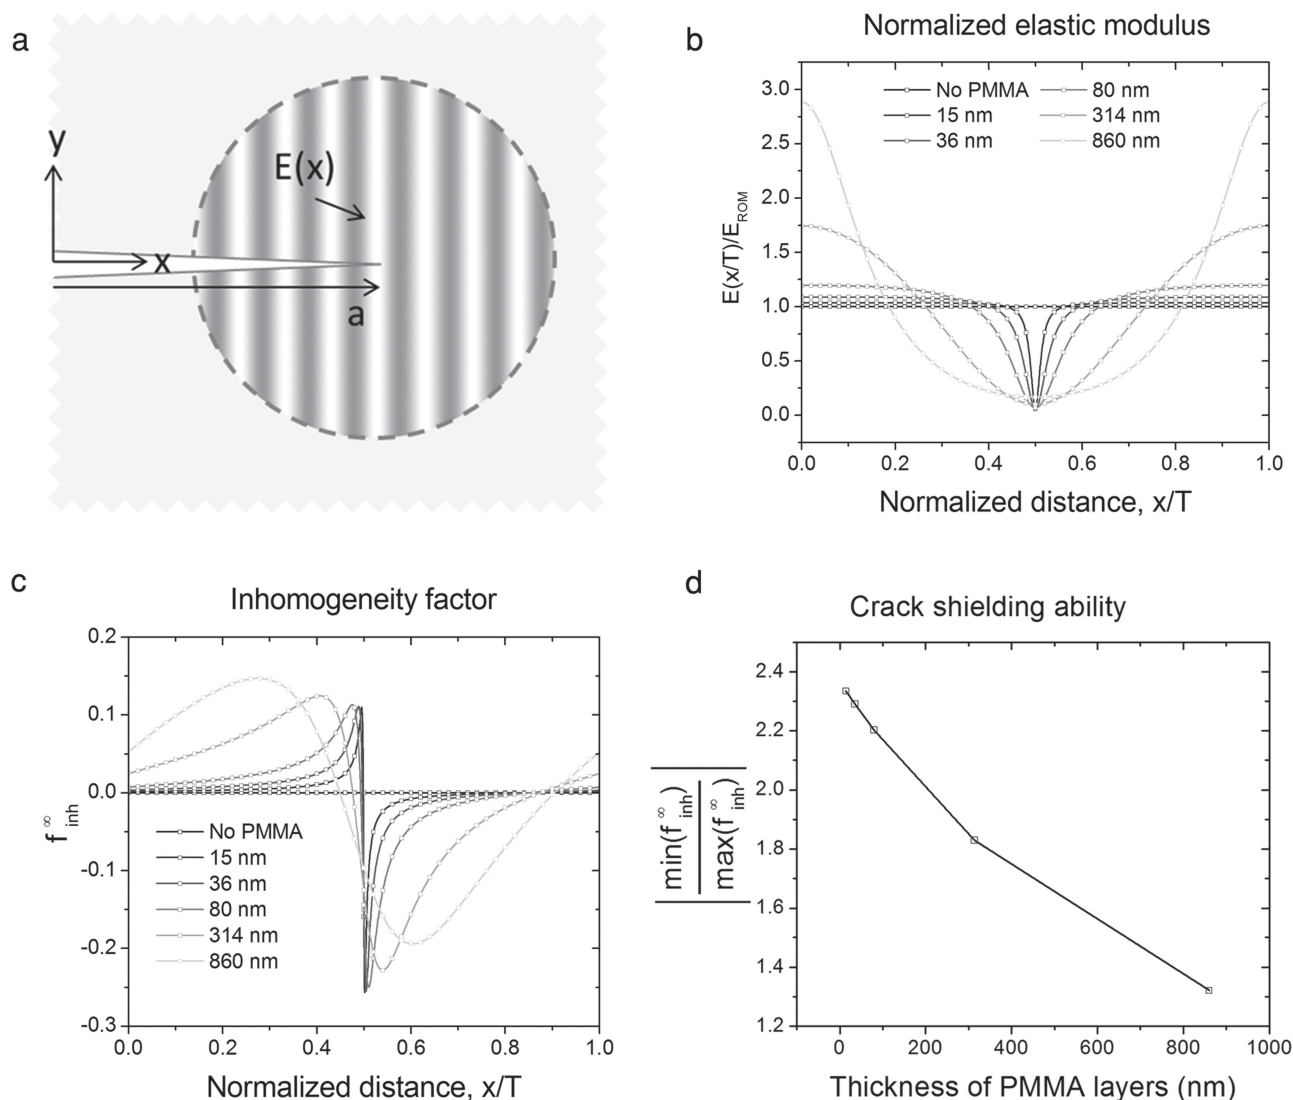 a
y
E(x)
x
a
b
Normalized elastic modulus
No PMMA
15 nm
36 nm
80 nm
314 nm
860 nm
E(x/T)/E_ROM
3.0
2.5
2.0
1.5
1.0
0.5
0.0
0.0 0.2 0.4 0.6 0.8 1.0
Normalized distance, x/T
c
Inhomogeneity factor
f∞inh
0.2
0.1
0.0
-0.1
-0.2
-0.3
No PMMA
15 nm
36 nm
80 nm
314 nm
860 nm
0.0 0.2 0.4 0.6 0.8 1.0
Normalized distance, x/T
d
Crack shielding ability
min(f∞inh)
max(f∞inh)
2.4
2.2
2.0
1.8
1.6
1.4
1.2
0 200 400 600 800 1000
Thickness of PMMA layers (nm)